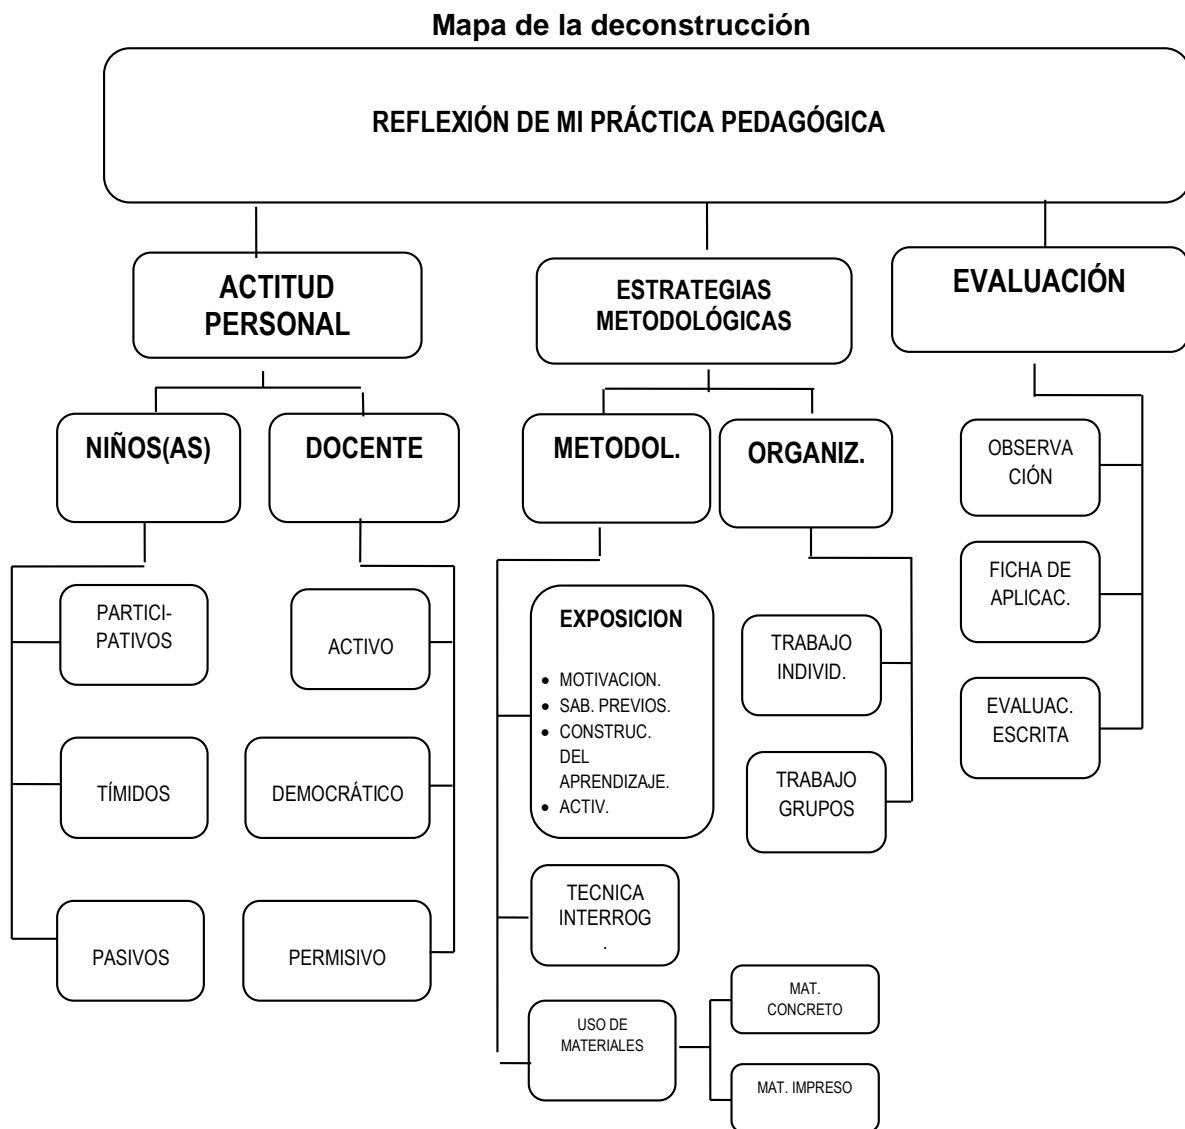 Mapa de la deconstrucción
REFLEXIÓN DE MI PRÁCTICA PEDAGÓGICA
ACTITUD
PERSONAL
ESTRATEGIAS
METODOLÓGICAS
EVALUACIÓN
NIÑOS(AS)
DOCENTE
METODOL.
ORGANIZ.
OBSERVA
CIÓN
FICHA DE
APLICAC.
EVALUAC.
ESCRITA
PARTICI-
PATIVOS
TÍMIDOS
PASIVOS
ACTIVO
DEMOCRÁTICO
PERMISIVO
EXPOSICION
• MOTIVACION.
• SAB. PREVIOS.
• CONSTRUC.
DEL
APRENDIZAJE.
• ACTIV.
TECNICA
INTERROG
.
USO DE
MATERIALES
MAT.
CONCRETO
MAT. IMPRESO
TRABAJO
INDIVID.
TRABAJO
GRUPOS